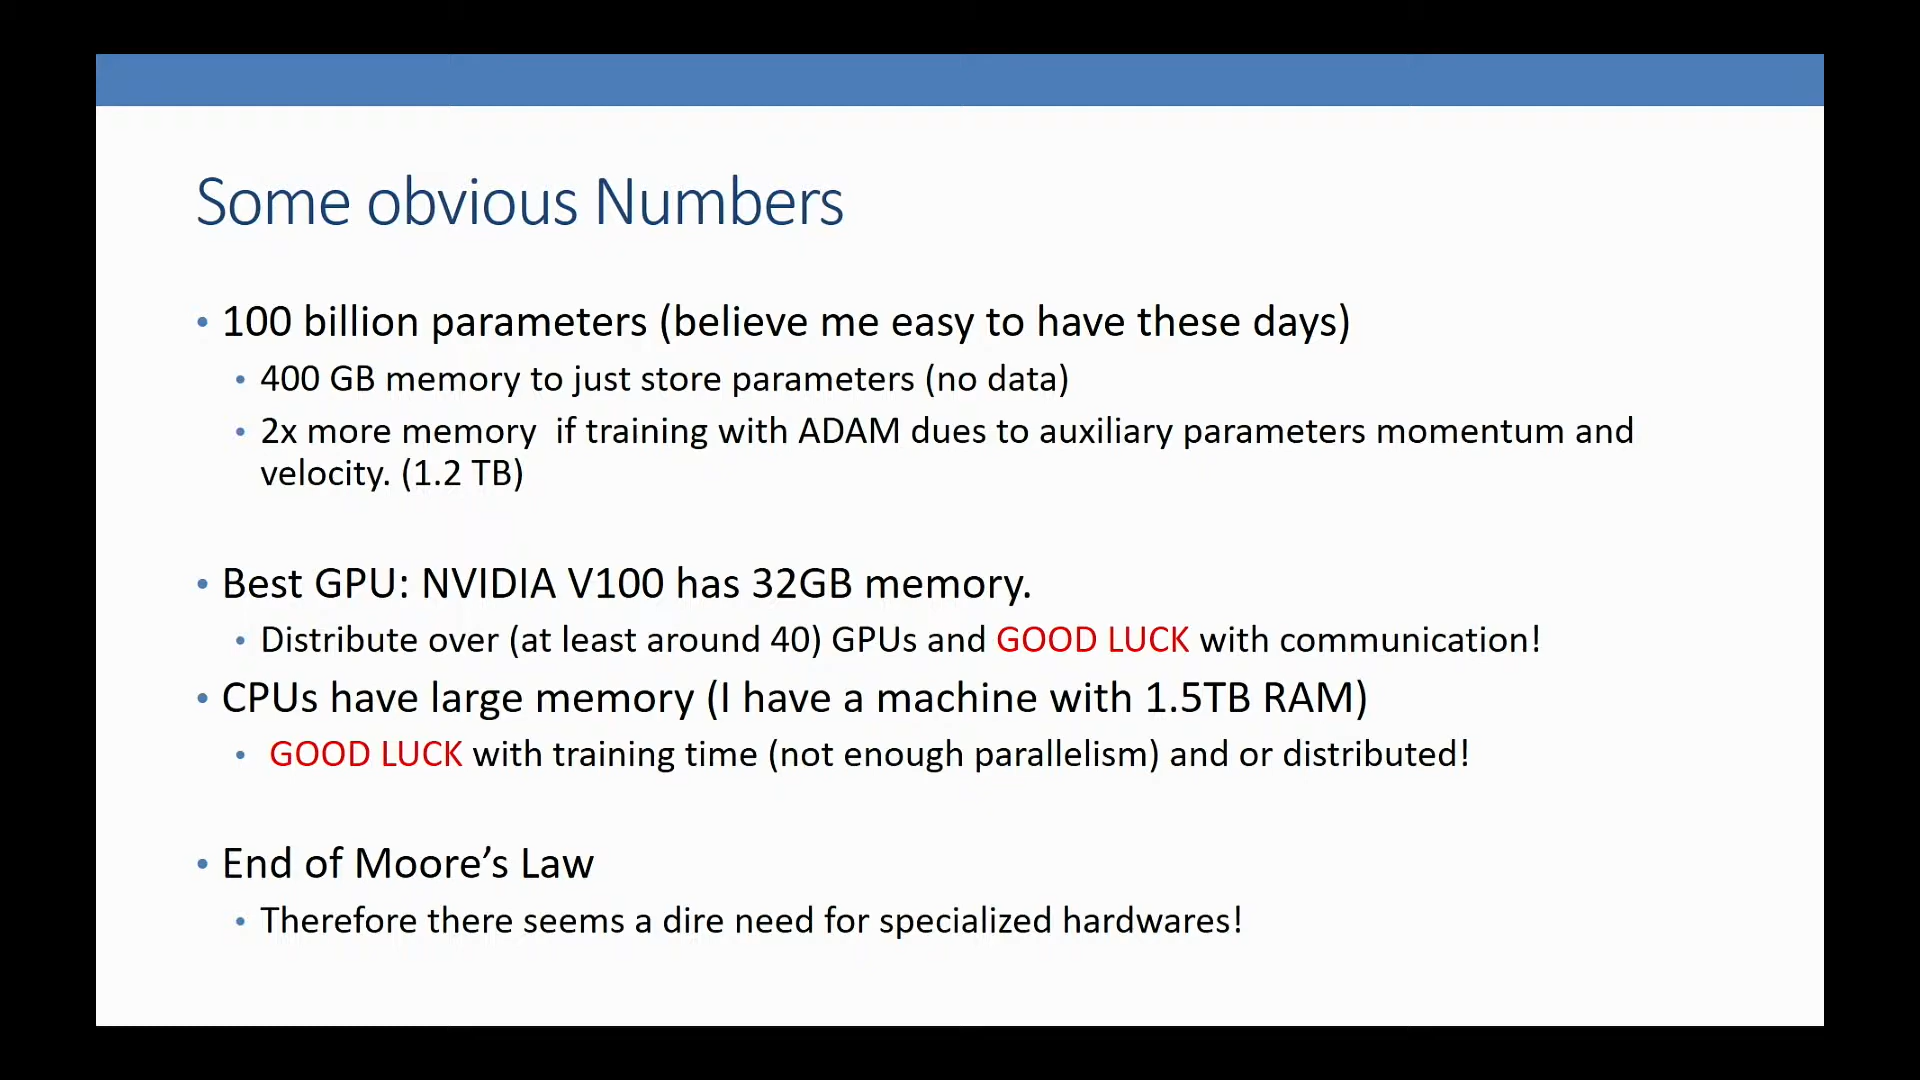 Some obvious Numbers
• 100 billion parameters (believe me easy to have these days)
• 400 GB memory to just store parameters (no data)
• 2x more memory  if training with ADAM dues to auxiliary parameters momentum and
velocity. (1.2 TB)
• Best GPU: NVIDIA V100 has 32GB memory.
• Distribute over (at least around 40) GPUs and GOOD LUCK with communication!
• CPUs have large memory (I have a machine with 1.5TB RAM)
• GOOD LUCK with training time (not enough parallelism) and or distributed!
• End of Moore’s Law
• Therefore there seems a dire need for specialized hardwares!